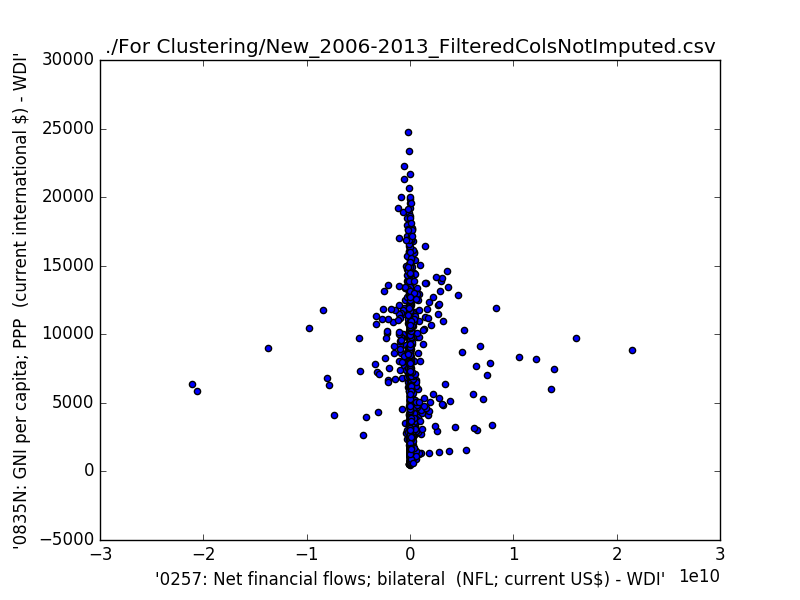 ./For Clustering/New_2006-2013_FilteredColsNotImputed.csv
'0835N: GNI per capita; PPP  (current international $) - WDI'
30000
25000
20000
15000
10000
5000
0
−5000
−3 −2 −1 0 1 2 3
1e10
'0257: Net financial flows; bilateral  (NFL; current US$) - WDI'